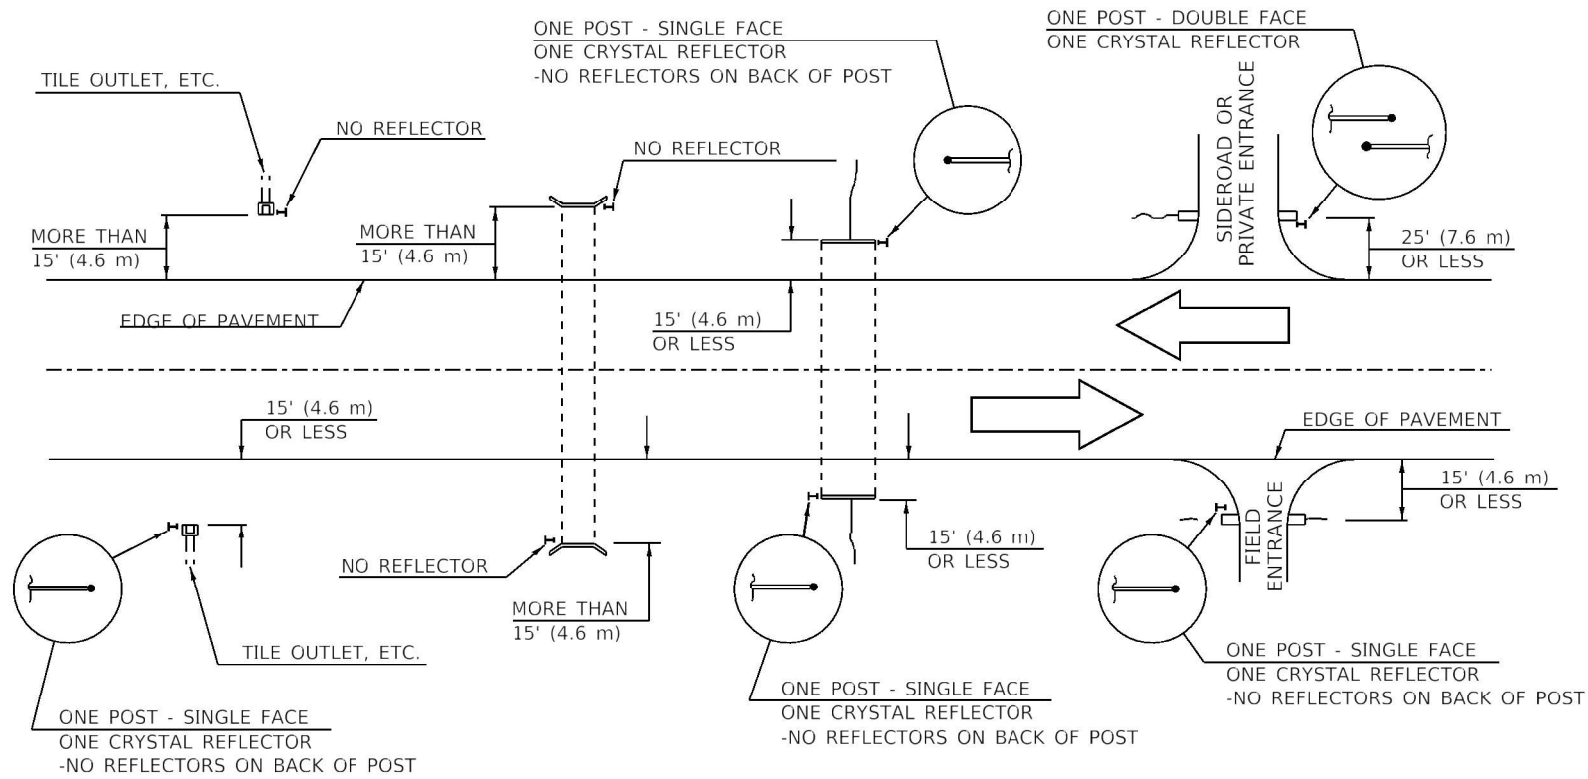 ONE POST - SINGLE FACE
ONE CRYSTAL REFLECTOR
-NO REFLECTORS ON BACK OF POST
ONE POST - DOUBLE FACE
ONE CRYSTAL REFLECTOR
TILE OUTLET, ETC.
NO REFLECTOR
NO REFLECTOR
SIDEROAD OR
PRIVATE ENTRANCE
MORE THAN
15' (4.6 m)
MORE THAN
15' (4.6 m)
25' (7.6 m)
OR LESS
EDGE OF PAVEMENT
15' (4.6 m)
OR LESS
15' (4.6 m)
OR LESS
EDGE OF PAVEMENT
15' (4.6 m)
OR LESS
FIELD
ENTRANCE
15' (4.6 m)
OR LESS
NO REFLECTOR
MORE THAN
15' (4.6 m)
TILE OUTLET, ETC.
ONE POST - SINGLE FACE
ONE CRYSTAL REFLECTOR
-NO REFLECTORS ON BACK OF POST
ONE POST - SINGLE FACE
ONE CRYSTAL REFLECTOR
-NO REFLECTORS ON BACK OF POST
ONE POST - SINGLE FACE
ONE CRYSTAL REFLECTOR
-NO REFLECTORS ON BACK OF POST